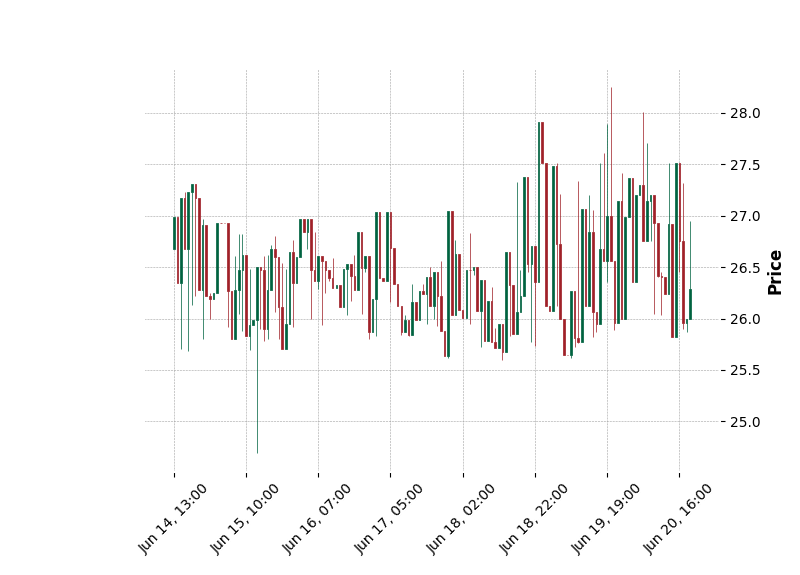 28.0
27.5
27.0
26.5
26.0
25.5
25.0
Price
Jun 14, 13:00
Jun 15, 10:00
Jun 16, 07:00
Jun 17, 05:00
Jun 18, 02:00
Jun 18, 22:00
Jun 19, 19:00
Jun 20, 16:00